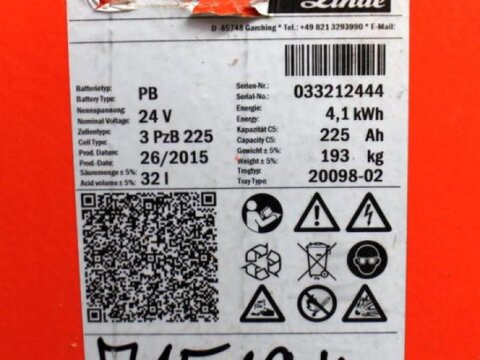 Linde
D -85748 Garching * Tel.: +49 821 3293990 * E-Mail:
Batterietyp: PB Serien-Nr.:
Battery Type: Serial-No.: 033212444
Nennspannung: 24 V Energie: 4,1 kWh
Nominal Voltage: Energy:
Zellentype: 3 PzB 225 Kapazität C5: 225 Ah
Cell Type: Capacity C5:
Prod. Datum: 26/2015 Gewicht ± 5%: 193 kg
Prod.-Date: Weight ± 5%:
Säuremenge ± 5%: 32 l Trogtyp: 20098-02
Acid volume ± 5%: Tray Type:
Pb